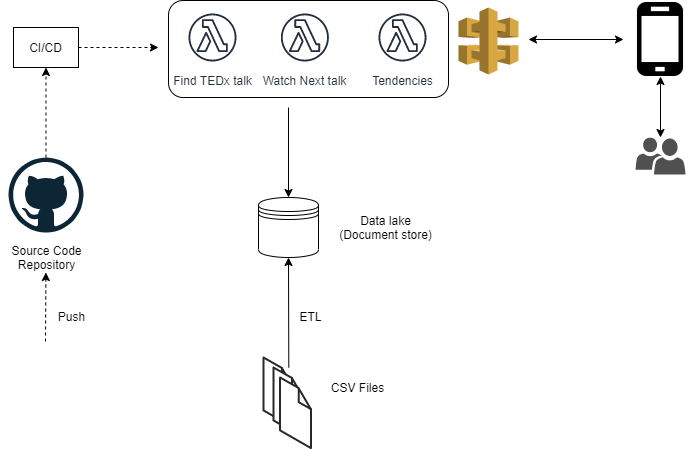 CI/CD
Find TEDx talk
Watch Next talk
Tendencies
Data lake
(Document store)
Source Code
Repository
Push
ETL
CSV Files